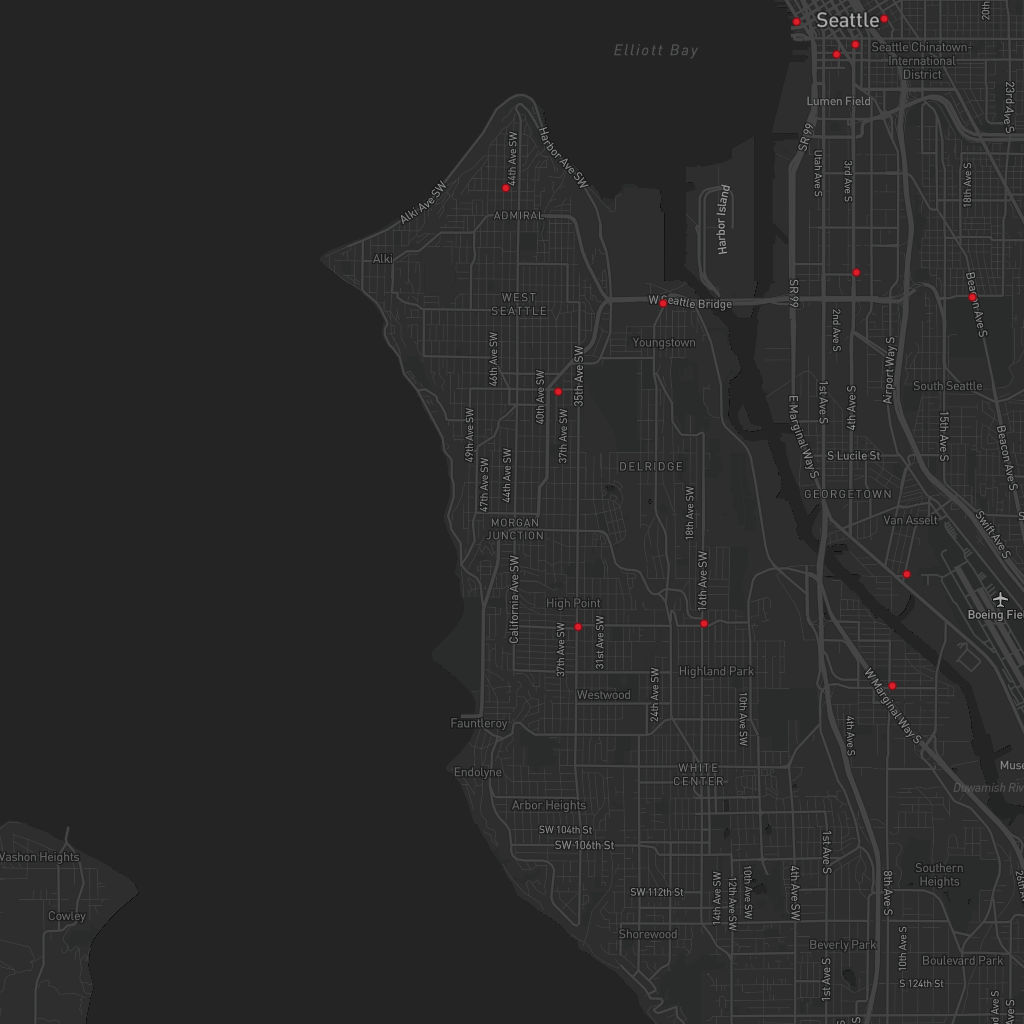 Seattle
20th
Elliott Bay
Seattle Chinatown-
International
District
Lumen Field
23rd Ave S
SR 99
Harbor Ave SW
44th Ave SW
Utah Ave S
3rd Ave S
18th Ave S
Alki Ave SW
ADMIRAL
Harbor Island
Alki
WEST
SEATTLE
W Seattle Bridge
SR 99
Beacon Ave S
2nd Ave S
Youngstown
46th Ave SW
35th Ave SW
Airport Way S
South Seattle
40th Ave SW
1st Ave S
4th Ave S
E Marginal Way S
49th Ave SW
37th Ave SW
15th Ave S
Beacon Ave S
S Lucile St
DELRIDGE
47th Ave SW
44th Ave SW
GEORGETOWN
18th Ave SW
Van Asselt
Swift Ave S
MORGAN
JUNCTION
California Ave SW
16th Ave SW
High Point
Boeing Fie
37th Ave SW
31st Ave SW
Highland Park
Westwood
24th Ave SW
10th Ave SW
W Marginal Way S
4th Ave S
Fauntleroy
Endolyne
WHITE
CENTER
Muse
Duwamish Riv
Arbor Heights
SW 104th St
SW 106th St
1st Ave S
Vashon Heights
Southern
Heights
SW 112th St
14th Ave SW
12th Ave SW
10th Ave SW
4th Ave SW
8th Ave S
26th
Cowley
Shorewood
Beverly Park
10th Ave S
Boulevard Park
1st Ave S
S 124th St